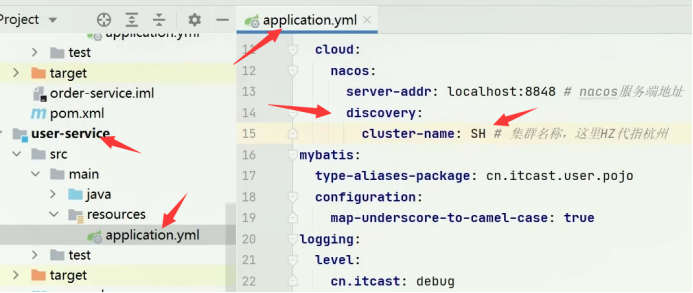 Project
application.yml
test
target
order-service.iml
pom.xml
user-service
src
main
java
resources
application.yml
test
target
application.yml
11
cloud:
12 nacos:
13 server-addr: localhost:8848 # nacos服务端地址
14 discovery:
15 cluster-name: SH # 集群名称，这里HZ代指杭州
16 mybatis:
17 type-aliases-package: cn.itcast.user.pojo
18 configuration:
19 map-underscore-to-camel-case: true
20 logging:
21 level:
22 cn.itcast: debug